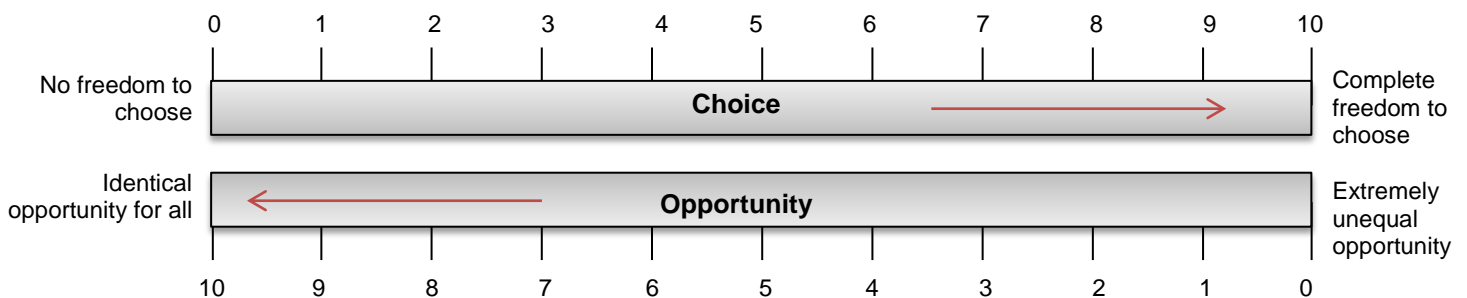 0 1 2 3 4 5 6 7 8 9 10
No freedom to
choose
Choice
Complete
freedom to
choose
Identical
opportunity for all
Opportunity
Extremely
unequal
opportunity
10 9 8 7 6 5 4 3 2 1 0